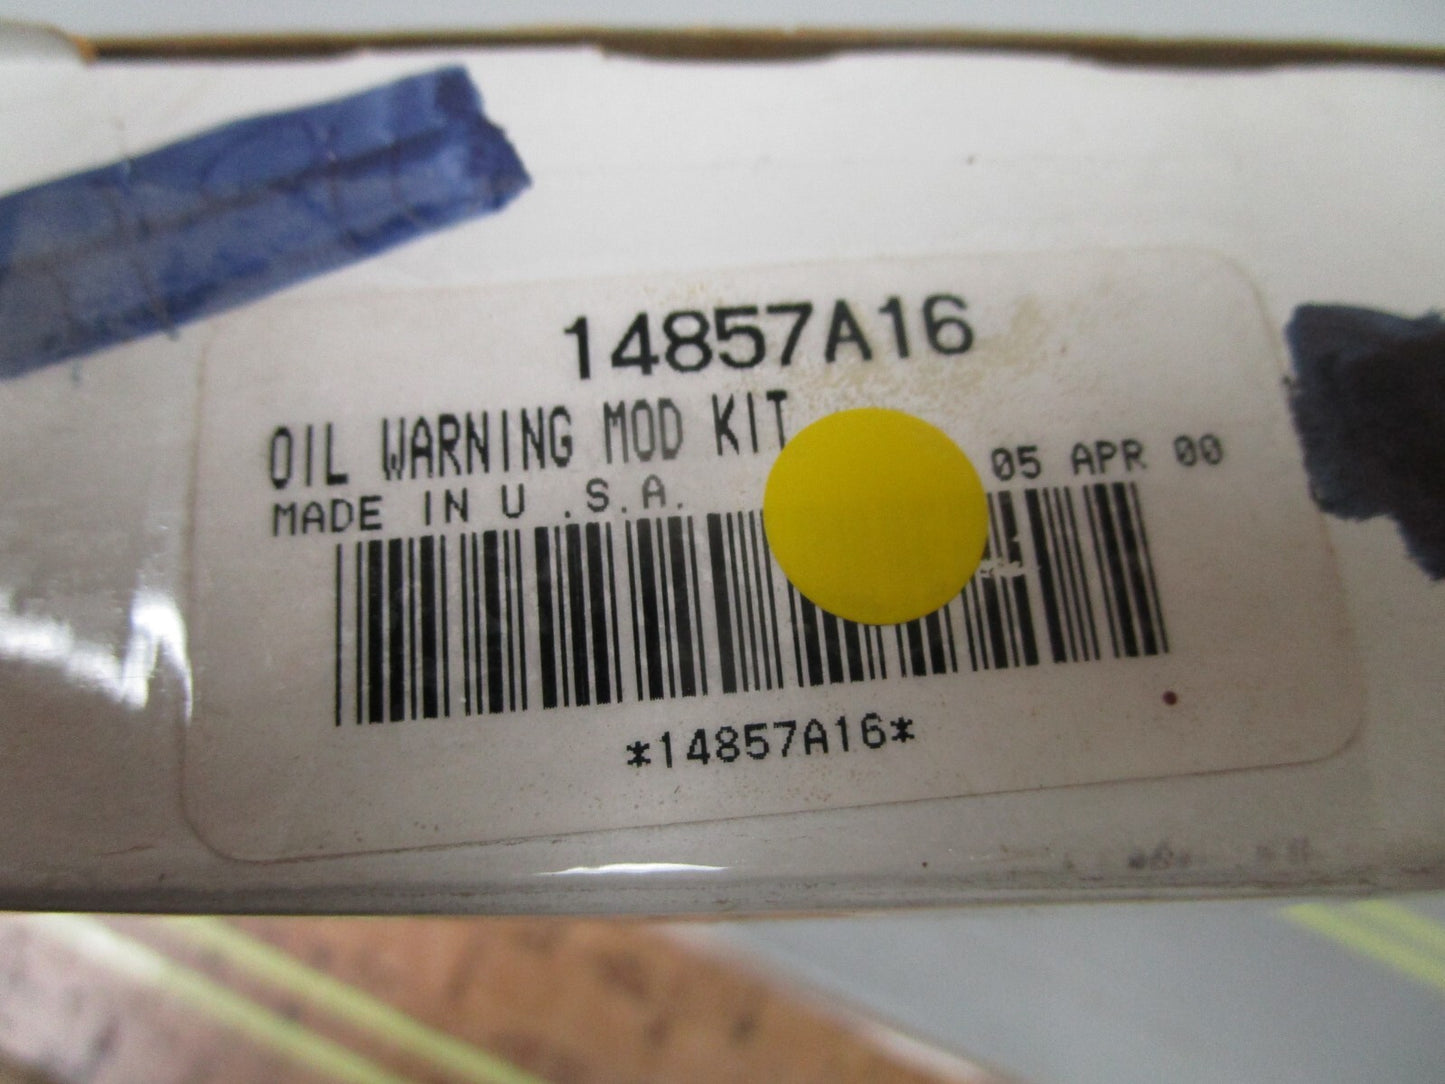 14857A16
OIL WARNING MOD KIT
05 APR 00
MADE IN U .S.A.
*14857A16*